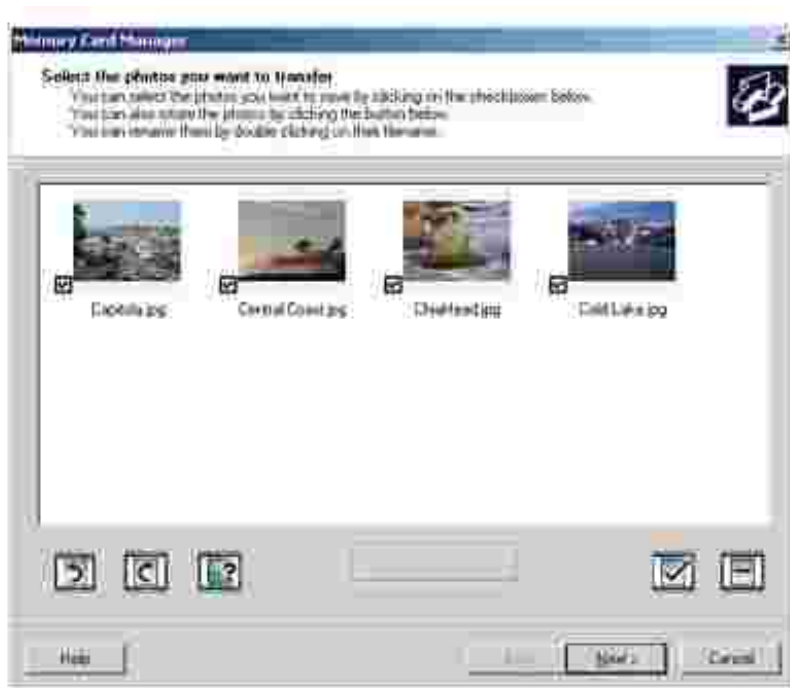 Memory Card Manager
Select the photos you want to transfer
You can select the photos you want to save by clicking on the checkboxes below.
You can also rotate the photos by clicking the button below.
You can rename them by double clicking on their filename.
Capitola.jpg
Central Coast.jpg
jpg
Cold Lake.jpg
?
Help
Next >
Cancel